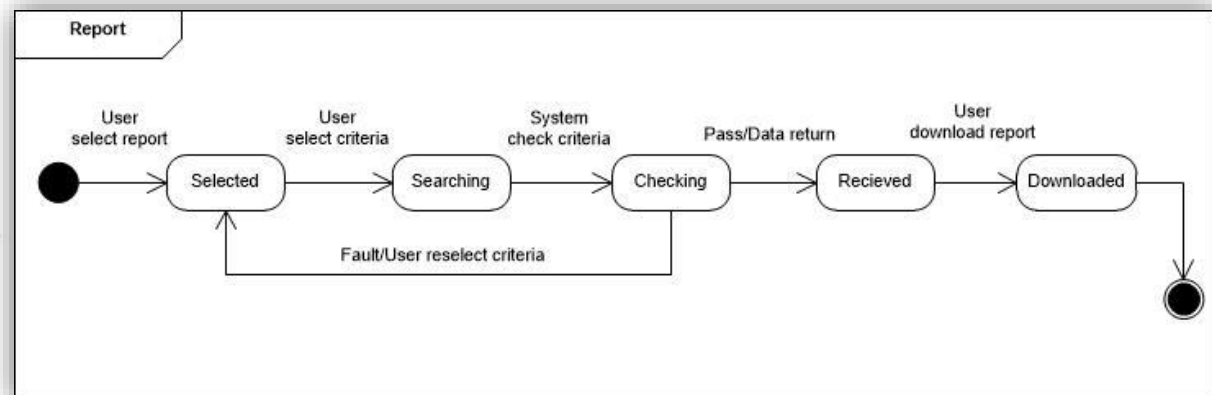 Report
User
select report
User
select criteria
System
check criteria
Pass/Data return
User
download report
Selected
Searching
Checking
Recieved
Downloaded
Fault/User reselect criteria